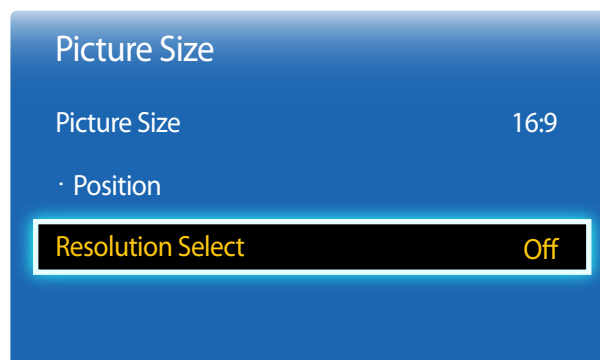 Picture Size
Picture Size 16:9
· Position
Resolution Select Off